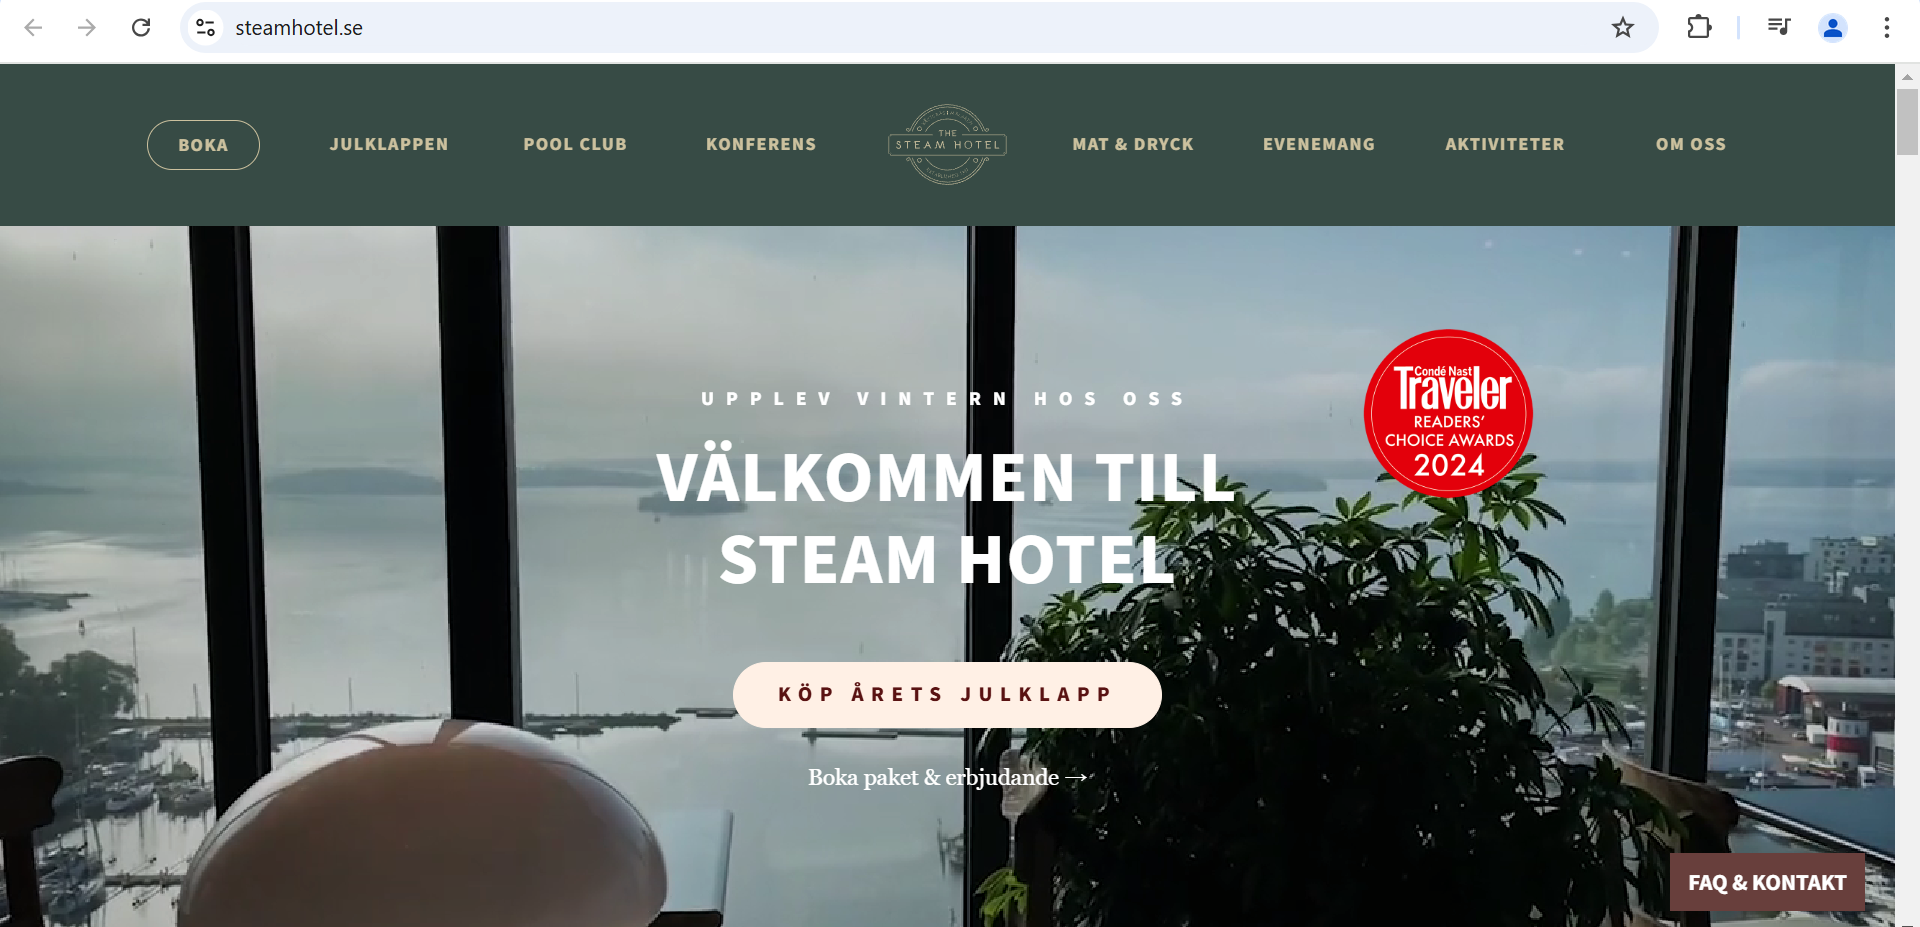 steamhotel.se
BOKA
JULKLAPPEN
POOL CLUB
KONFERENS
THE
STEAM HOTEL
MAT & DRYCK
EVENEMANG
AKTIVITETER
OM OSS
UPPLEV VINTERN HOS OSS
VÄLKOMMEN TILL
STEAM HOTEL
Condé Nast
Traveler
READERS'
CHOICE AWARDS
2024
KÖP ÅRETS JULKLAPP
Boka paket & erbjudande →
FAQ & KONTAKT